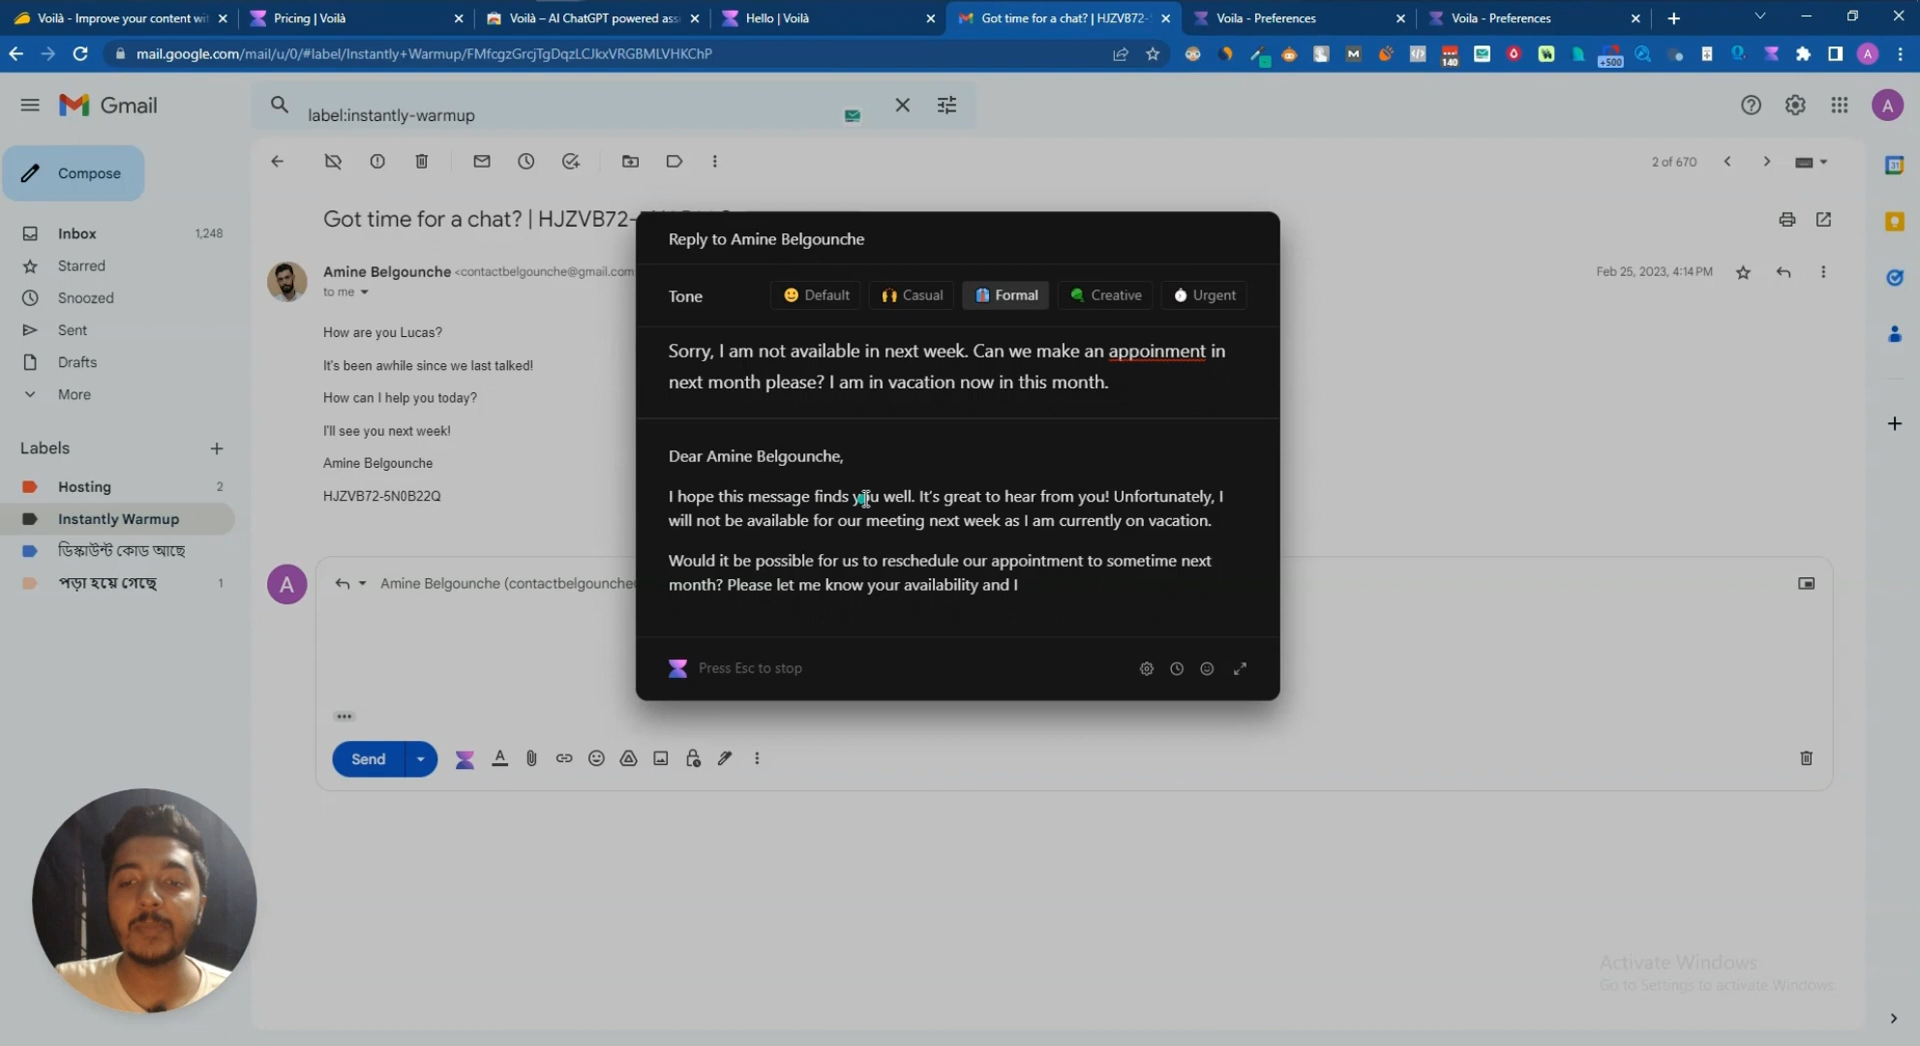 Voilà - Improve your content wit
Pricing | Voilà
Voilà – AI ChatGPT powered assi
Hello | Voilà
Got time for a chat? | HJZVB72-
Voila - Preferences
Voila - Preferences
mail.google.com/mail/u/0/#label/Instantly+Warmup/FMfcgzGrcjTgDqzLCJkxVRGBMLVHKChP
140
+500
A
Gmail
label:instantly-warmup
A
Compose
2 of 670
31
Inbox 1,248
Starred
Snoozed
Sent
Drafts
More
Labels
Hosting 2
Instantly Warmup
ডিস্কাউন্ট কোড আছে
পড়া হয়ে গেছে 1
Got time for a chat? | HJZVB72-
Amine Belgounche <contactbelgounche@gmail.com
to me
Feb 25, 2023, 4:14 PM
How are you Lucas?
It's been awhile since we last talked!
How can I help you today?
I'll see you next week!
Amine Belgounche
HJZVB72-5N0B22Q
A
Amine Belgounche (contactbelgounche
Send
Reply to Amine Belgounche
Tone
Default
Casual
Formal
Creative
Urgent
Sorry, I am not available in next week. Can we make an appoinment in
next month please? I am in vacation now in this month.
Dear Amine Belgounche,
I hope this message finds you well. It's great to hear from you! Unfortunately, I
will not be available for our meeting next week as I am currently on vacation.
Would it be possible for us to reschedule our appointment to sometime next
month? Please let me know your availability and I
Press Esc to stop
Activate Windows
Go to Settings to activate Windows.